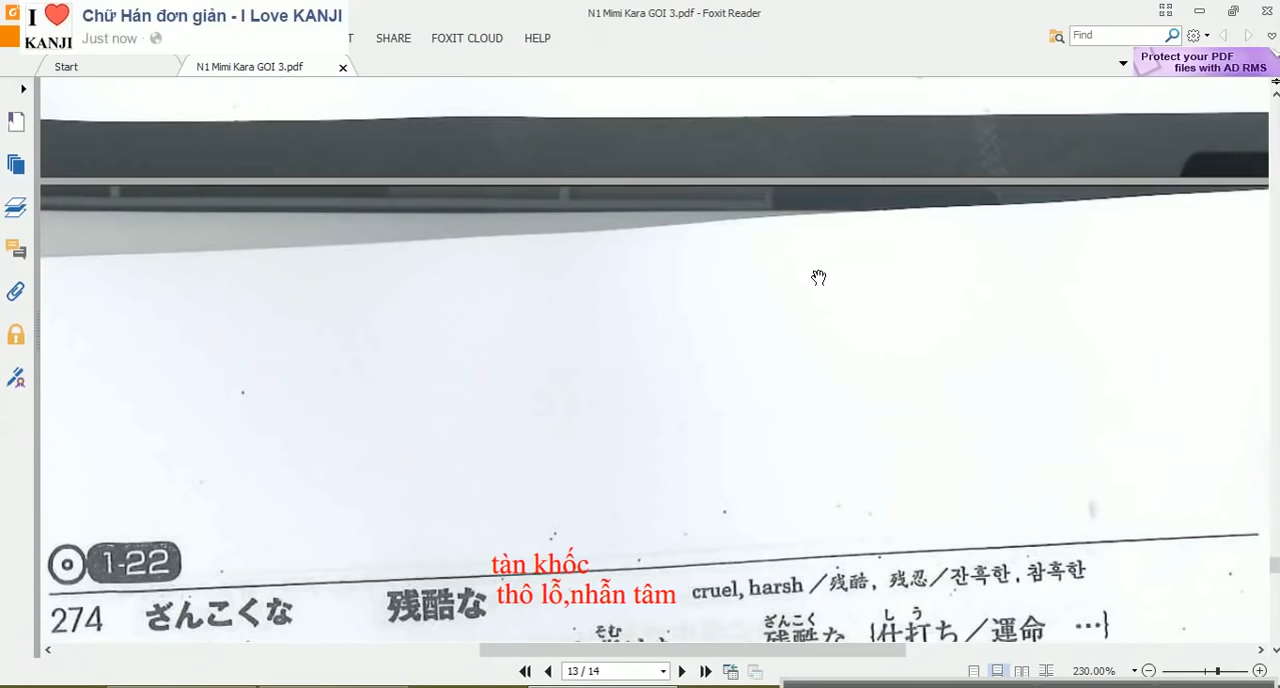 I ❤ KANJI
Chữ Hán đơn giản - I Love KANJI
Just now
N1 Mimi Kara GOI 3.pdf - Foxit Reader
T SHARE FOXIT CLOUD HELP
Find
Start
N1 Mimi Kara GOI 3.pdf
Protect your PDF
files with AD RMS
1-22
tàn khốc
274 ざんこくな 残酷な thô lỗ,nhẫn tâm cruel, harsh／残酷，残忍／잔혹한，참혹한
ざんこく し う
残酷な {仕打ち／運命 …}
13 / 14
230.00%